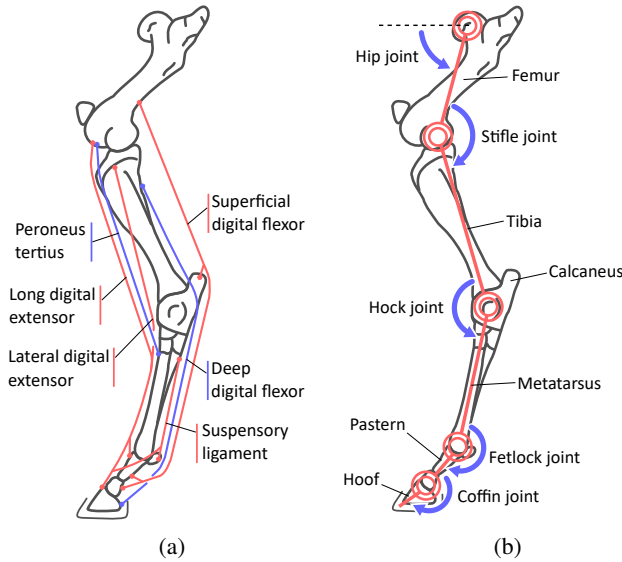 Peroneus
tertius
Long digital
extensor
Lateral digital
extensor
Superficial
digital flexor
Deep
digital flexor
Suspensory
ligament
(a)
Hip joint
Femur
Stifle joint
Tibia
Calcaneus
Hock joint
Metatarsus
Pastern
Fetlock joint
Hoof
Coffin joint
(b)